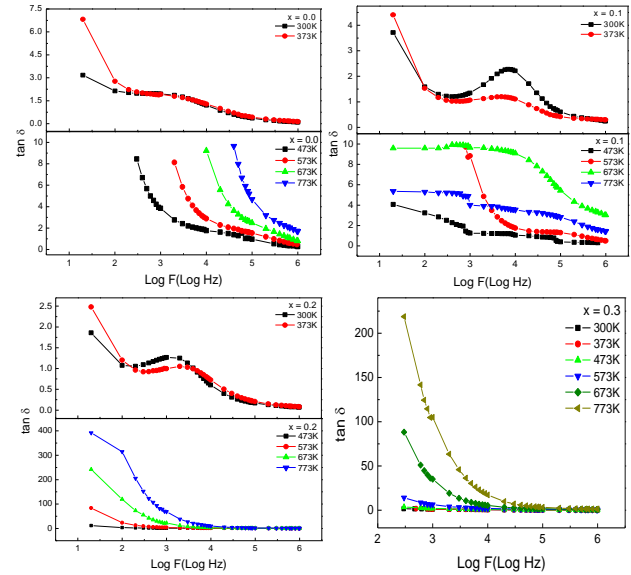 x = 0.0
300K
373K
7.5
6.0
4.5
3.0
1.5
0.0
x = 0.0
473K
573K
673K
773K
10
8
6
4
2
0
tan δ
1 2 3 4 5 6
Log F(Log Hz)
x = 0.1
300K
373K
5
4
3
2
1
0
x = 0.1
473K
573K
673K
773K
10
8
6
4
2
0
tan δ
1 2 3 4 5 6
Log F(Log Hz)
x = 0.2
300K
373K
2.5
2.0
1.5
1.0
0.5
0.0
x = 0.2
473K
573K
673K
773K
400
300
200
100
0
tan δ
1 2 3 4 5 6
Log F(Log Hz)
x = 0.3
300K
373K
473K
573K
673K
773K
200
150
100
50
0
tan δ
2 3 4 5 6
Log F(Log Hz)